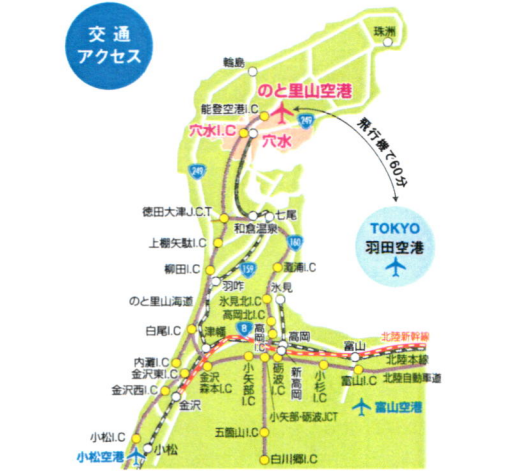 交通
アクセス
珠洲
輪島
のと里山空港
能登空港I.C
249
穴水I.C
穴水
飛行機で60分
249
徳田大津J.C.T
七尾
和倉温泉
TOKYO
羽田空港
上棚矢駄I.C
160
柳田I.C
159
灘浦I.C
羽咋
氷見
のと里山海道
氷見北I.C
高岡北I.C
白尾I.C
津幡
8
高岡I.C
高岡
北陸新幹線
富山
北陸本線
内灘I.C
金沢東I.C
金沢森本I.C
小矢部I.C
砺波I.C
新高岡
小杉I.C
富山I.C
北陸自動車道
金沢西I.C
金沢
富山空港
小矢部・砺波JCT
小松I.C
五箇山I.C
小松空港
小松
白川郷I.C